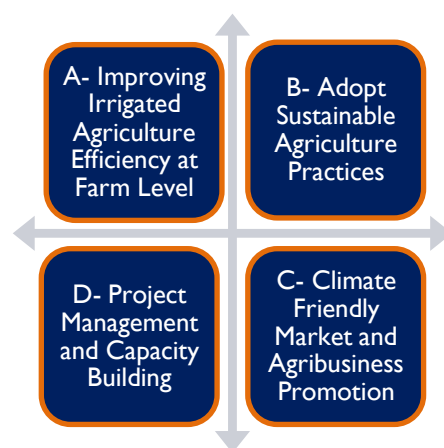 A- Improving
Irrigated
Agriculture
Efficiency at
Farm Level
B- Adopt
Sustainable
Agriculture
Practices
D- Project
Management
and Capacity
Building
C- Climate
Friendly
Market and
Agribusiness
Promotion